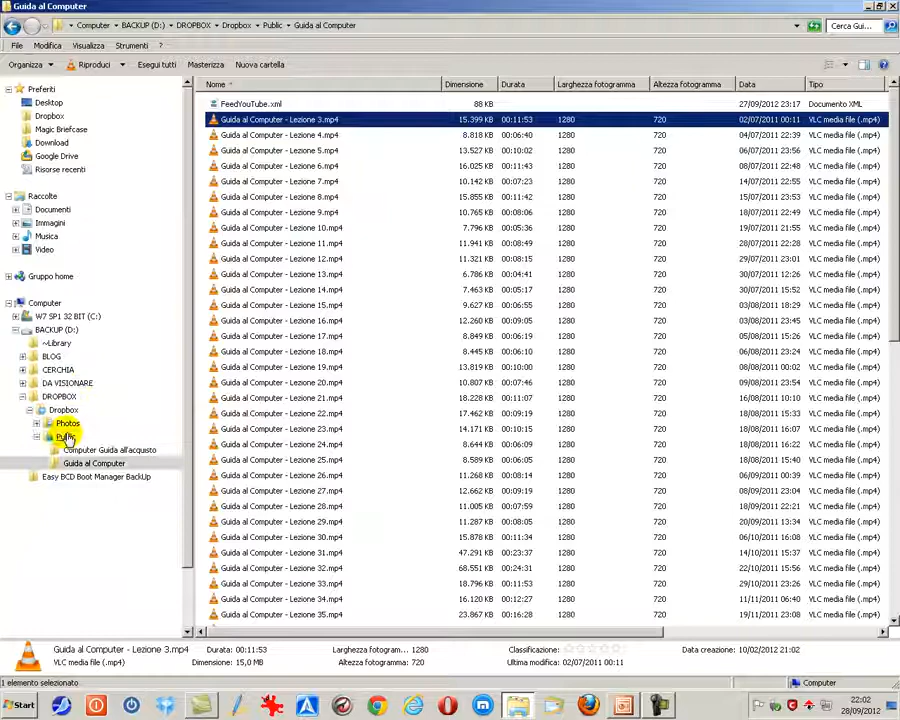 Guida al Computer
Computer ▸ BACKUP (D:) ▸ DROPBOX ▸ Dropbox ▸ Public ▸ Guida al Computer
Cerca Gui...
File Modifica Visualizza Strumenti ?
Organizza Riproduci Esegui tutti Masterizza Nuova cartella
Preferiti
Desktop
Dropbox
Magic Briefcase
Download
Google Drive
Risorse recenti
Raccolte
Documenti
Immagini
Musica
Video
Gruppo home
Computer
W7 SP1 32 BIT (C:)
BACKUP (D:)
~Library
BLOG
CERCHIA
DA VISIONARE
DROPBOX
Dropbox
Photos
Public
Computer Guida all'acquisto
Guida al Computer
Easy BCD Boot Manager BackUp
Nome Dimensione Durata Larghezza fotogramma Altezza fotogramma Data Tipo
FeedYouTube.xml 88 KB 27/09/2012 23:17 Documento XML
Guida al Computer - Lezione 3.mp4 15.399 KB 00:11:53 1280 720 02/07/2011 00:11 VLC media file (.mp4)
Guida al Computer - Lezione 4.mp4 8.818 KB 00:06:40 1280 720 04/07/2011 22:39 VLC media file (.mp4)
Guida al Computer - Lezione 5.mp4 13.527 KB 00:10:02 1280 720 06/07/2011 23:56 VLC media file (.mp4)
Guida al Computer - Lezione 6.mp4 16.025 KB 00:11:43 1280 720 08/07/2011 22:48 VLC media file (.mp4)
Guida al Computer - Lezione 7.mp4 10.142 KB 00:07:23 1280 720 14/07/2011 22:55 VLC media file (.mp4)
Guida al Computer - Lezione 8.mp4 15.855 KB 00:11:42 1280 720 15/07/2011 23:53 VLC media file (.mp4)
Guida al Computer - Lezione 9.mp4 10.765 KB 00:08:06 1280 720 18/07/2011 22:49 VLC media file (.mp4)
Guida al Computer - Lezione 10.mp4 7.796 KB 00:05:36 1280 720 19/07/2011 21:55 VLC media file (.mp4)
Guida al Computer - Lezione 11.mp4 11.941 KB 00:08:49 1280 720 28/07/2011 22:28 VLC media file (.mp4)
Guida al Computer - Lezione 12.mp4 11.321 KB 00:08:15 1280 720 28/07/2011 23:21 VLC media file (.mp4)
Guida al Computer - Lezione 13.mp4 6.786 KB 00:04:41 1280 720 30/07/2011 12:26 VLC media file (.mp4)
Guida al Computer - Lezione 14.mp4 7.463 KB 00:05:15 1280 720 31/07/2011 12:10 VLC media file (.mp4)
Guida al Computer - Lezione 15.mp4 9.627 KB 00:06:55 1280 720 03/08/2011 18:29 VLC media file (.mp4)
Guida al Computer - Lezione 16.mp4 12.260 KB 00:09:05 1280 720 03/08/2011 23:45 VLC media file (.mp4)
Guida al Computer - Lezione 17.mp4 8.849 KB 00:06:19 1280 720 05/08/2011 15:26 VLC media file (.mp4)
Guida al Computer - Lezione 18.mp4 8.445 KB 00:06:10 1280 720 06/08/2011 23:24 VLC media file (.mp4)
Guida al Computer - Lezione 19.mp4 13.819 KB 00:10:00 1280 720 08/08/2011 00:02 VLC media file (.mp4)
Guida al Computer - Lezione 20.mp4 10.807 KB 00:07:46 1280 720 09/08/2011 23:54 VLC media file (.mp4)
Guida al Computer - Lezione 21.mp4 18.228 KB 00:11:07 1280 720 16/08/2011 10:10 VLC media file (.mp4)
Guida al Computer - Lezione 22.mp4 17.462 KB 00:09:13 1280 720 18/08/2011 15:33 VLC media file (.mp4)
Guida al Computer - Lezione 23.mp4 14.171 KB 00:10:15 1280 720 18/08/2011 15:29 VLC media file (.mp4)
Guida al Computer - Lezione 24.mp4 8.644 KB 00:06:09 1280 720 18/08/2011 16:22 VLC media file (.mp4)
Guida al Computer - Lezione 25.mp4 8.589 KB 00:06:09 1280 720 25/08/2011 15:40 VLC media file (.mp4)
Guida al Computer - Lezione 26.mp4 11.268 KB 00:08:14 1280 720 06/09/2011 00:39 VLC media file (.mp4)
Guida al Computer - Lezione 27.mp4 12.662 KB 00:09:19 1280 720 08/09/2011 23:04 VLC media file (.mp4)
Guida al Computer - Lezione 28.mp4 11.005 KB 00:07:59 1280 720 18/09/2011 22:21 VLC media file (.mp4)
Guida al Computer - Lezione 29.mp4 11.287 KB 00:08:05 1280 720 20/09/2011 13:34 VLC media file (.mp4)
Guida al Computer - Lezione 30.mp4 15.878 KB 00:11:34 1280 720 06/10/2011 16:08 VLC media file (.mp4)
Guida al Computer - Lezione 31.mp4 47.291 KB 00:23:37 1280 720 14/10/2011 15:37 VLC media file (.mp4)
Guida al Computer - Lezione 32.mp4 68.551 KB 00:24:31 1280 720 22/10/2011 15:56 VLC media file (.mp4)
Guida al Computer - Lezione 33.mp4 18.796 KB 00:11:53 1280 720 29/10/2011 23:26 VLC media file (.mp4)
Guida al Computer - Lezione 34.mp4 16.120 KB 00:12:27 1280 720 11/11/2011 06:40 VLC media file (.mp4)
Guida al Computer - Lezione 35.mp4 23.867 KB 00:16:28 1280 720 19/11/2011 23:08 VLC media file (.mp4)
Guida al Computer - Lezione 3.mp4 Durata: 00:11:53 Larghezza fotogram... 1280 Classificazione: Data creazione: 10/02/2012 21:02
VLC media file (.mp4) Dimensione: 15,0 MB Altezza fotogramma: 720 Ultima modifica: 02/07/2011 00:11
1 elemento selezionato Computer
Start
22:02
28/09/2012